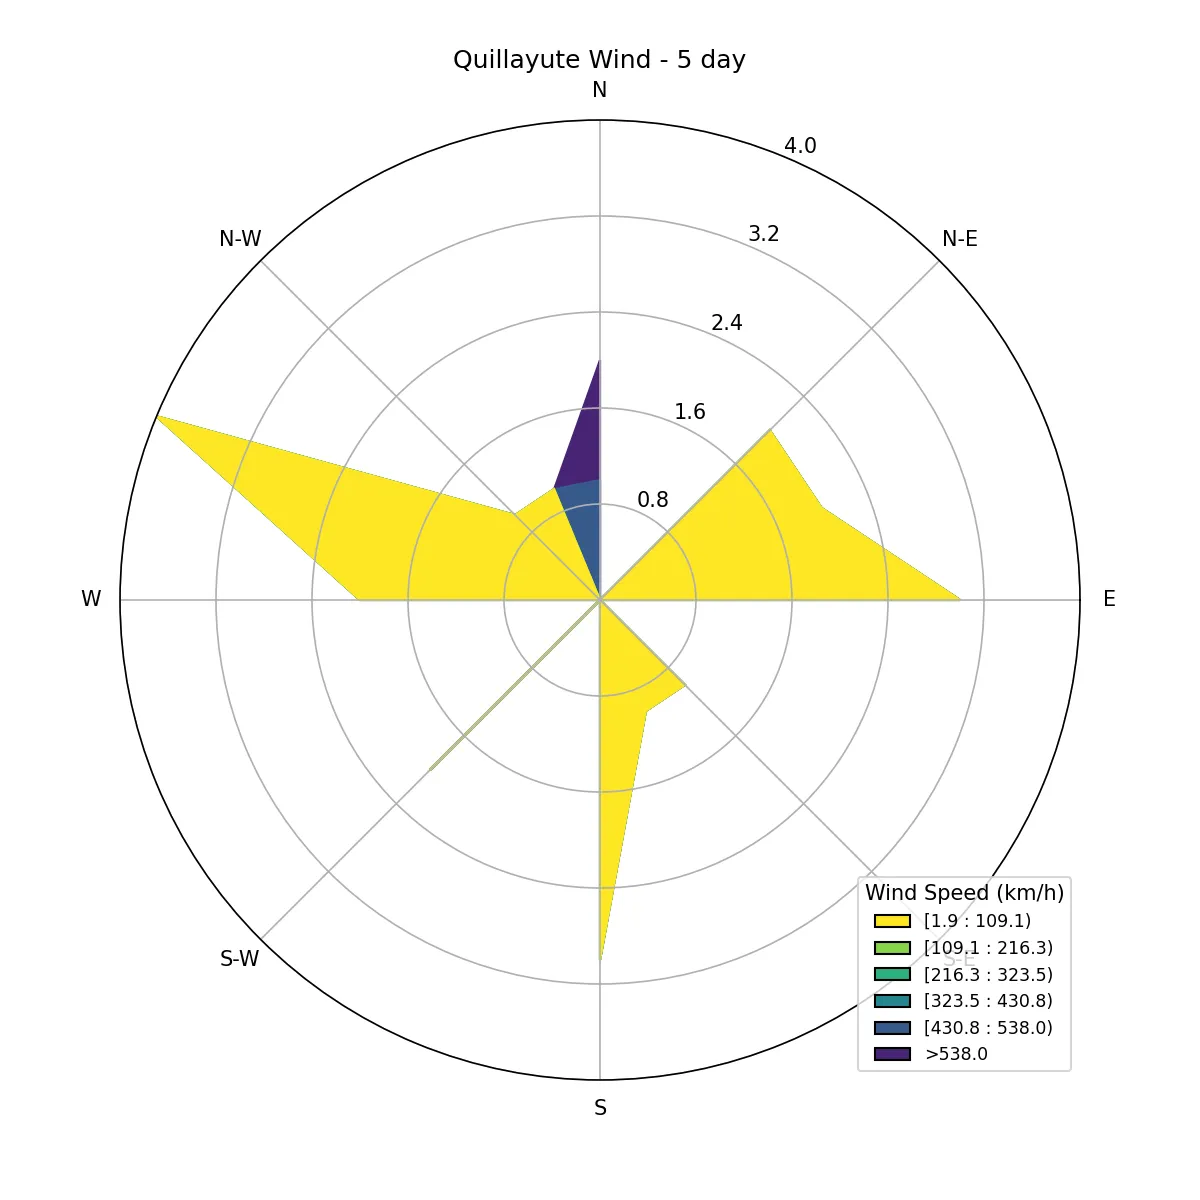 Quillayute Wind - 5 day
N
4.0
N-W
N-E
3.2
2.4
1.6
0.8
W
E
S-W
S-E
S
Wind Speed (km/h)
[1.9 : 109.1)
[109.1 : 216.3)
[216.3 : 323.5)
[323.5 : 430.8)
[430.8 : 538.0)
>538.0